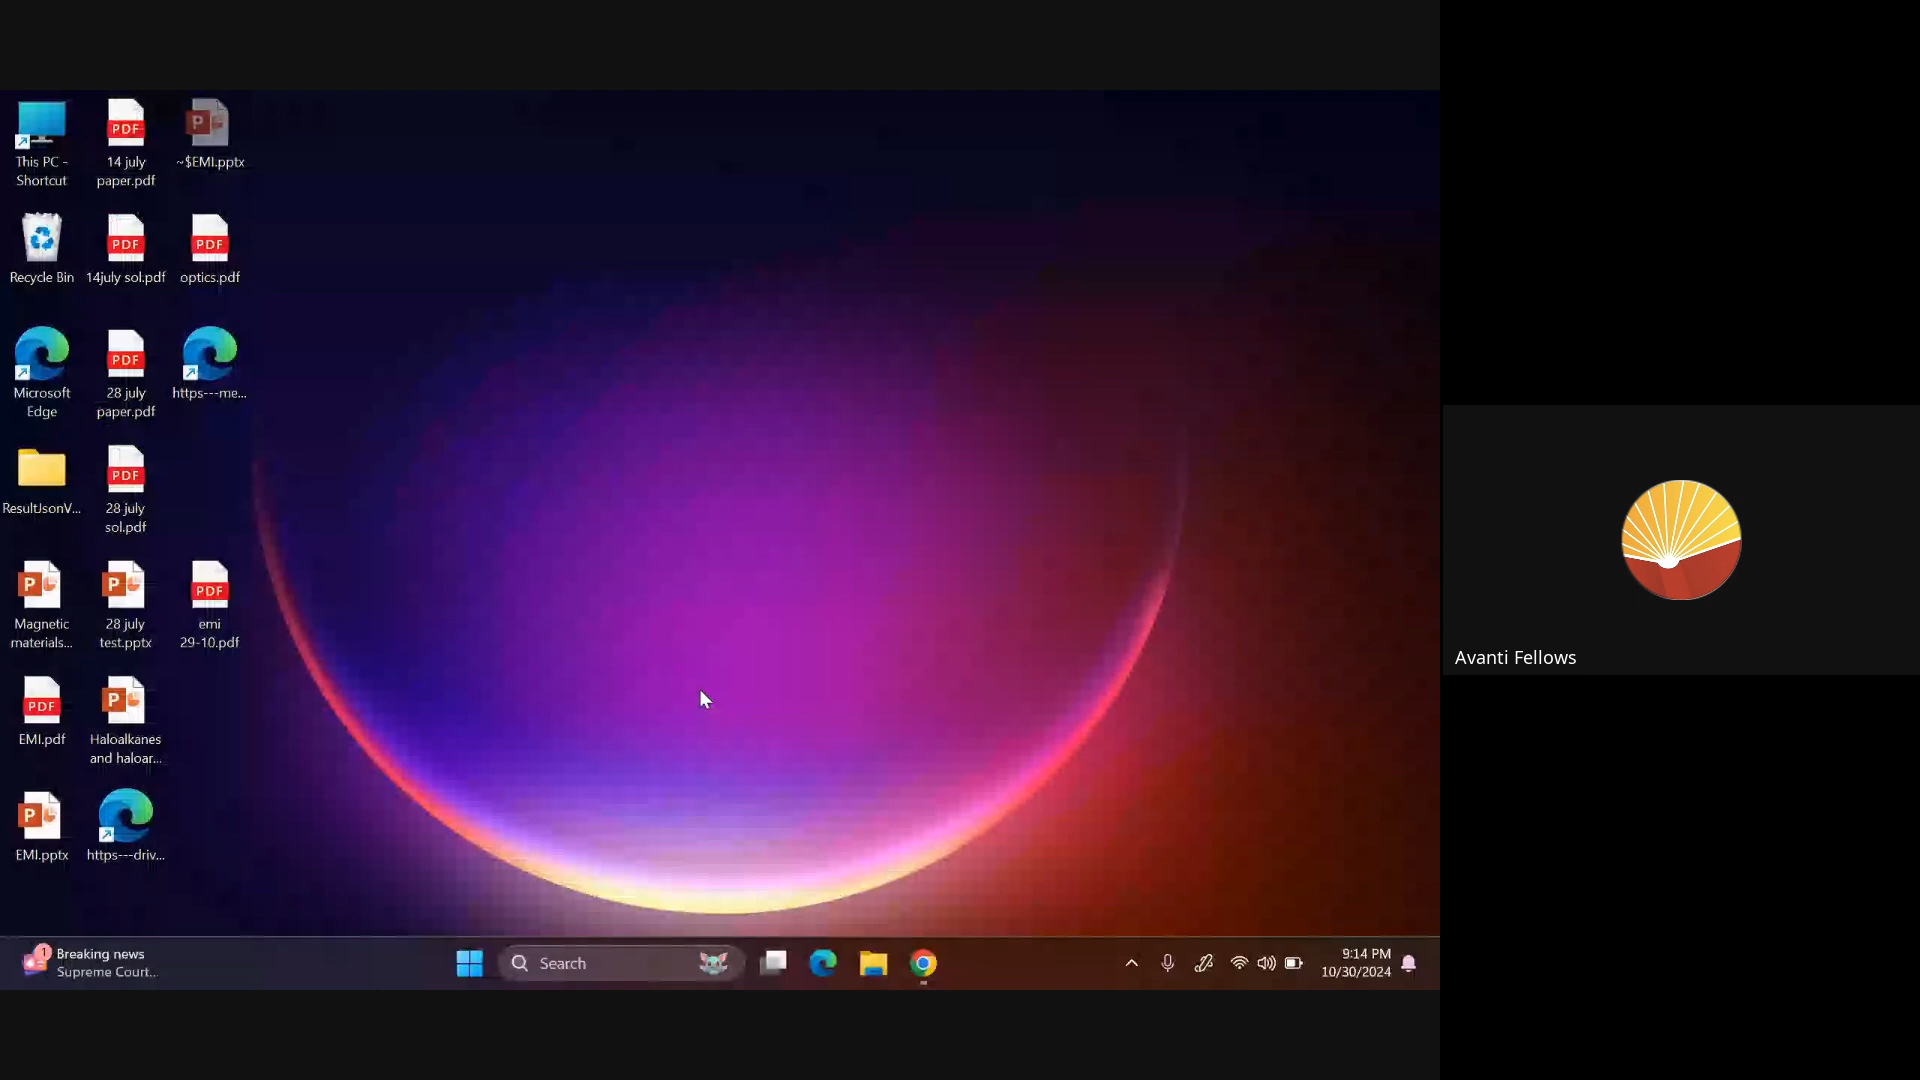 This PC -
Shortcut
PDF
14 july
paper.pdf
P
~$EMI.pptx
Recycle Bin
PDF
14july sol.pdf
PDF
optics.pdf
Microsoft
Edge
PDF
28 july
paper.pdf
https---me...
ResultJsonV...
PDF
28 july
sol.pdf
P
Magnetic
materials...
P
28 july
test.pptx
PDF
emi
29-10.pdf
PDF
EMI.pdf
P
Haloalkanes
and haloar...
P
EMI.pptx
https---driv...
Avanti Fellows
1
Breaking news
Supreme Court...
Search
9:14 PM
10/30/2024